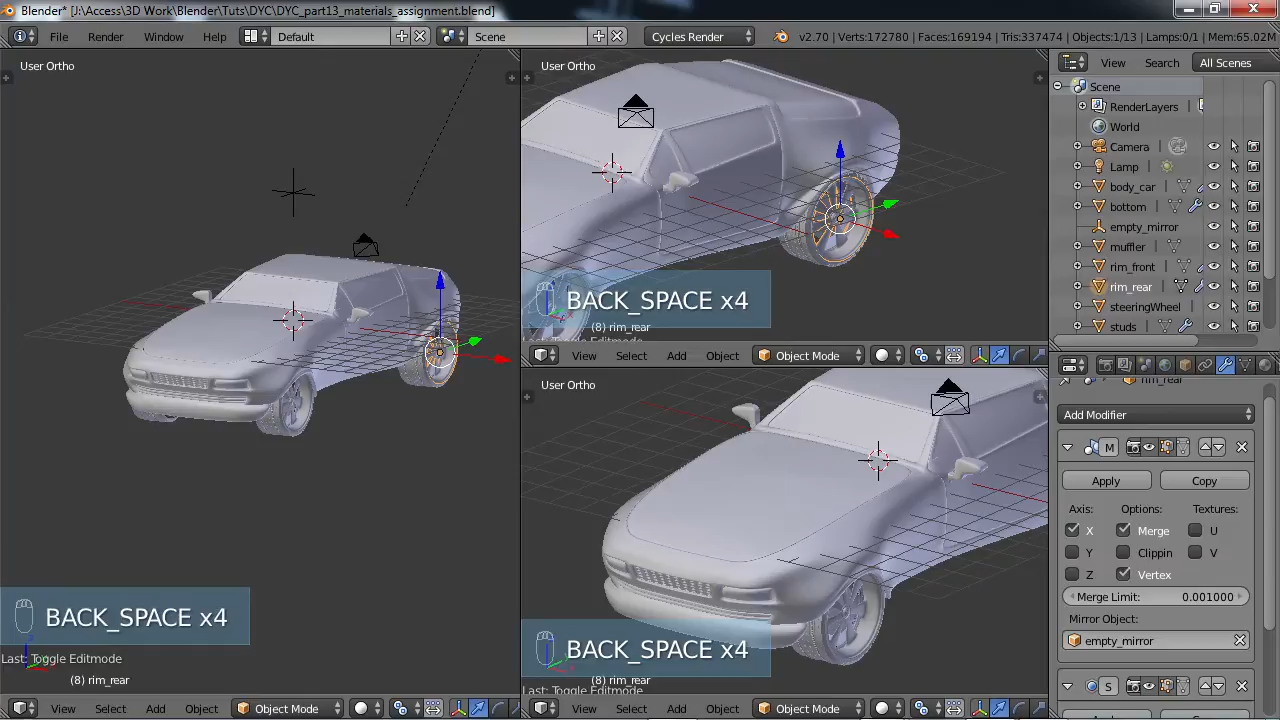 Blender* [J:\Access\3D Work\Blender\Tuts\DYC\DYC_part13_materials_assignment.blend]
File Render Window Help Default Scene Cycles Render v2.70 | Verts:172780 | Faces:169194 | Tris:337474 | Objects:1/13 | Lamps:0/1 | Mem:65.02M
User Ortho
BACK_SPACE x4
Last: Toggle Editmode
(8) rim_rear
View Select Add Object Object Mode
User Ortho
BACK_SPACE x4
(8) rim_rear
Last: Toggle Editmode
View Select Add Object Object Mode
User Ortho
BACK_SPACE x4
(8) rim_rear
Last: Toggle Editmode
View Select Add Object Object Mode
View Search All Scenes
Scene
RenderLayers
World
Camera
Lamp
body_car
bottom
empty_mirror
muffler
rim_front
rim_rear
steeringWheel
studs
rim_rear
Add Modifier
M
Apply Copy
Axis: Options: Textures:
X Merge U
Y Clippin V
Z Vertex
Merge Limit: 0.001000
Mirror Object:
empty_mirror
S